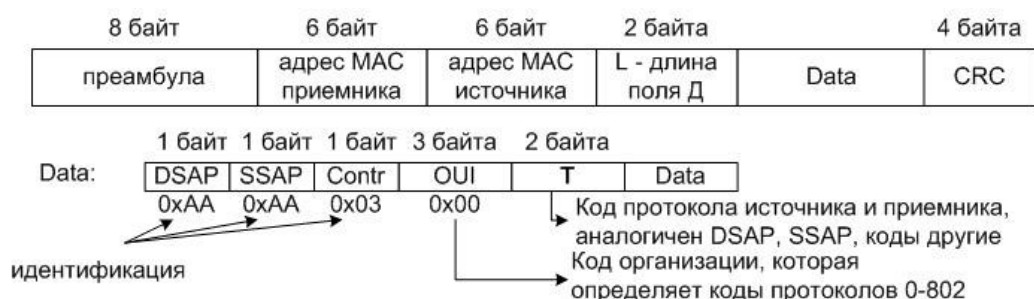 8 байт 6 байт 6 байт 2 байта 4 байта
преамбула адрес MAC приемника адрес MAC источника L - длина поля Д Data CRC
1 байт 1 байт 1 байт 3 байта 2 байта
Data: DSAP SSAP Contr OUI T Data
0xAA 0xAA 0x03 0x00
Код протокола источника и приемника,
аналогичен DSAP, SSAP, коды другие
идентификация
Код организации, которая
определяет коды протоколов 0-802